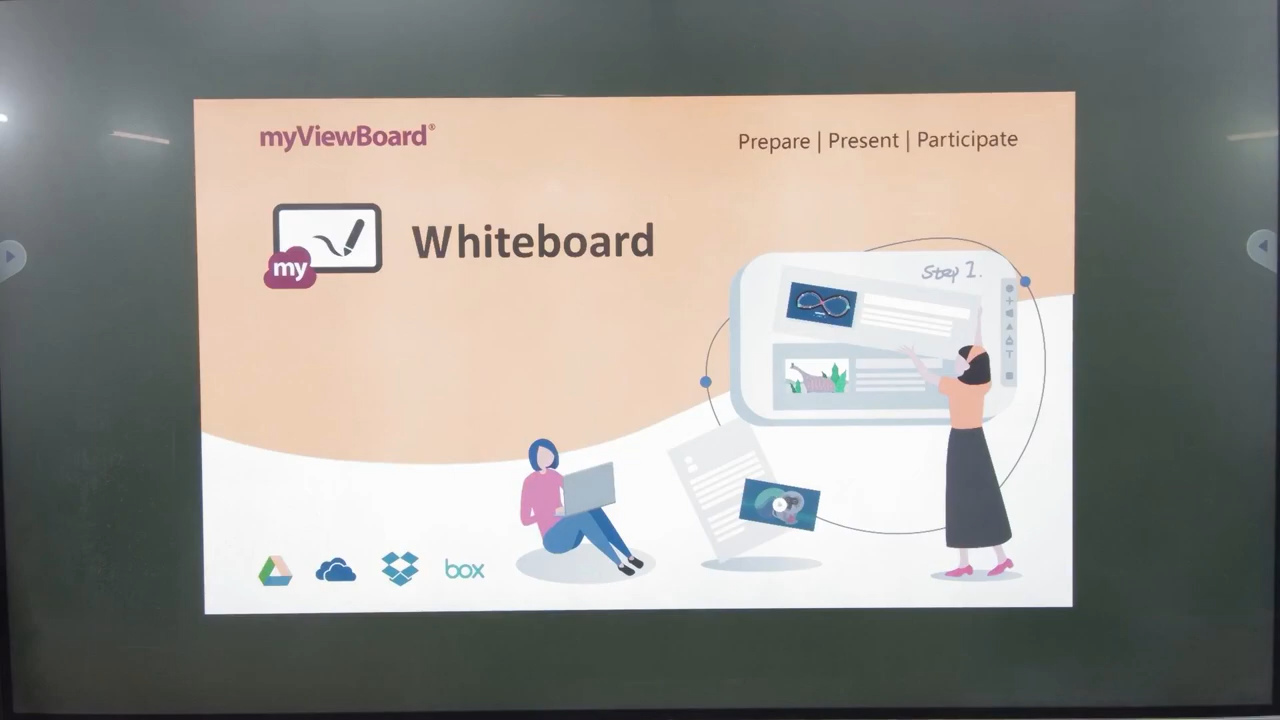 myViewBoard®
Prepare | Present | Participate
my
Whiteboard
Step 1.
T
box